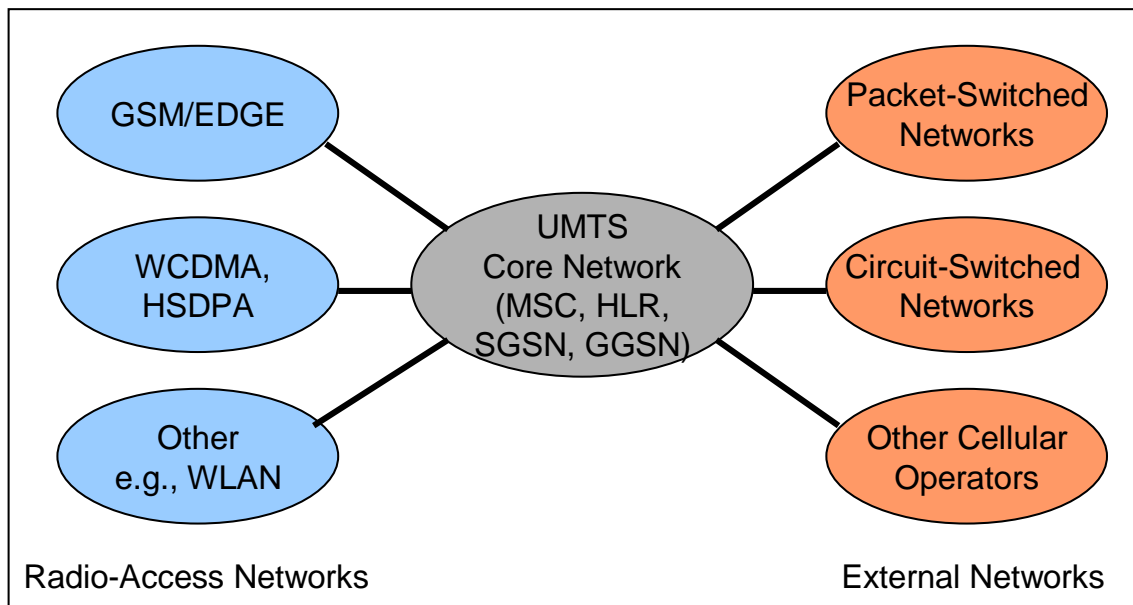 GSM/EDGE
WCDMA,
HSDPA
Other
e.g., WLAN
Radio-Access Networks
UMTS
Core Network
(MSC, HLR,
SGSN, GGSN)
Packet-Switched
Networks
Circuit-Switched
Networks
Other Cellular
Operators
External Networks